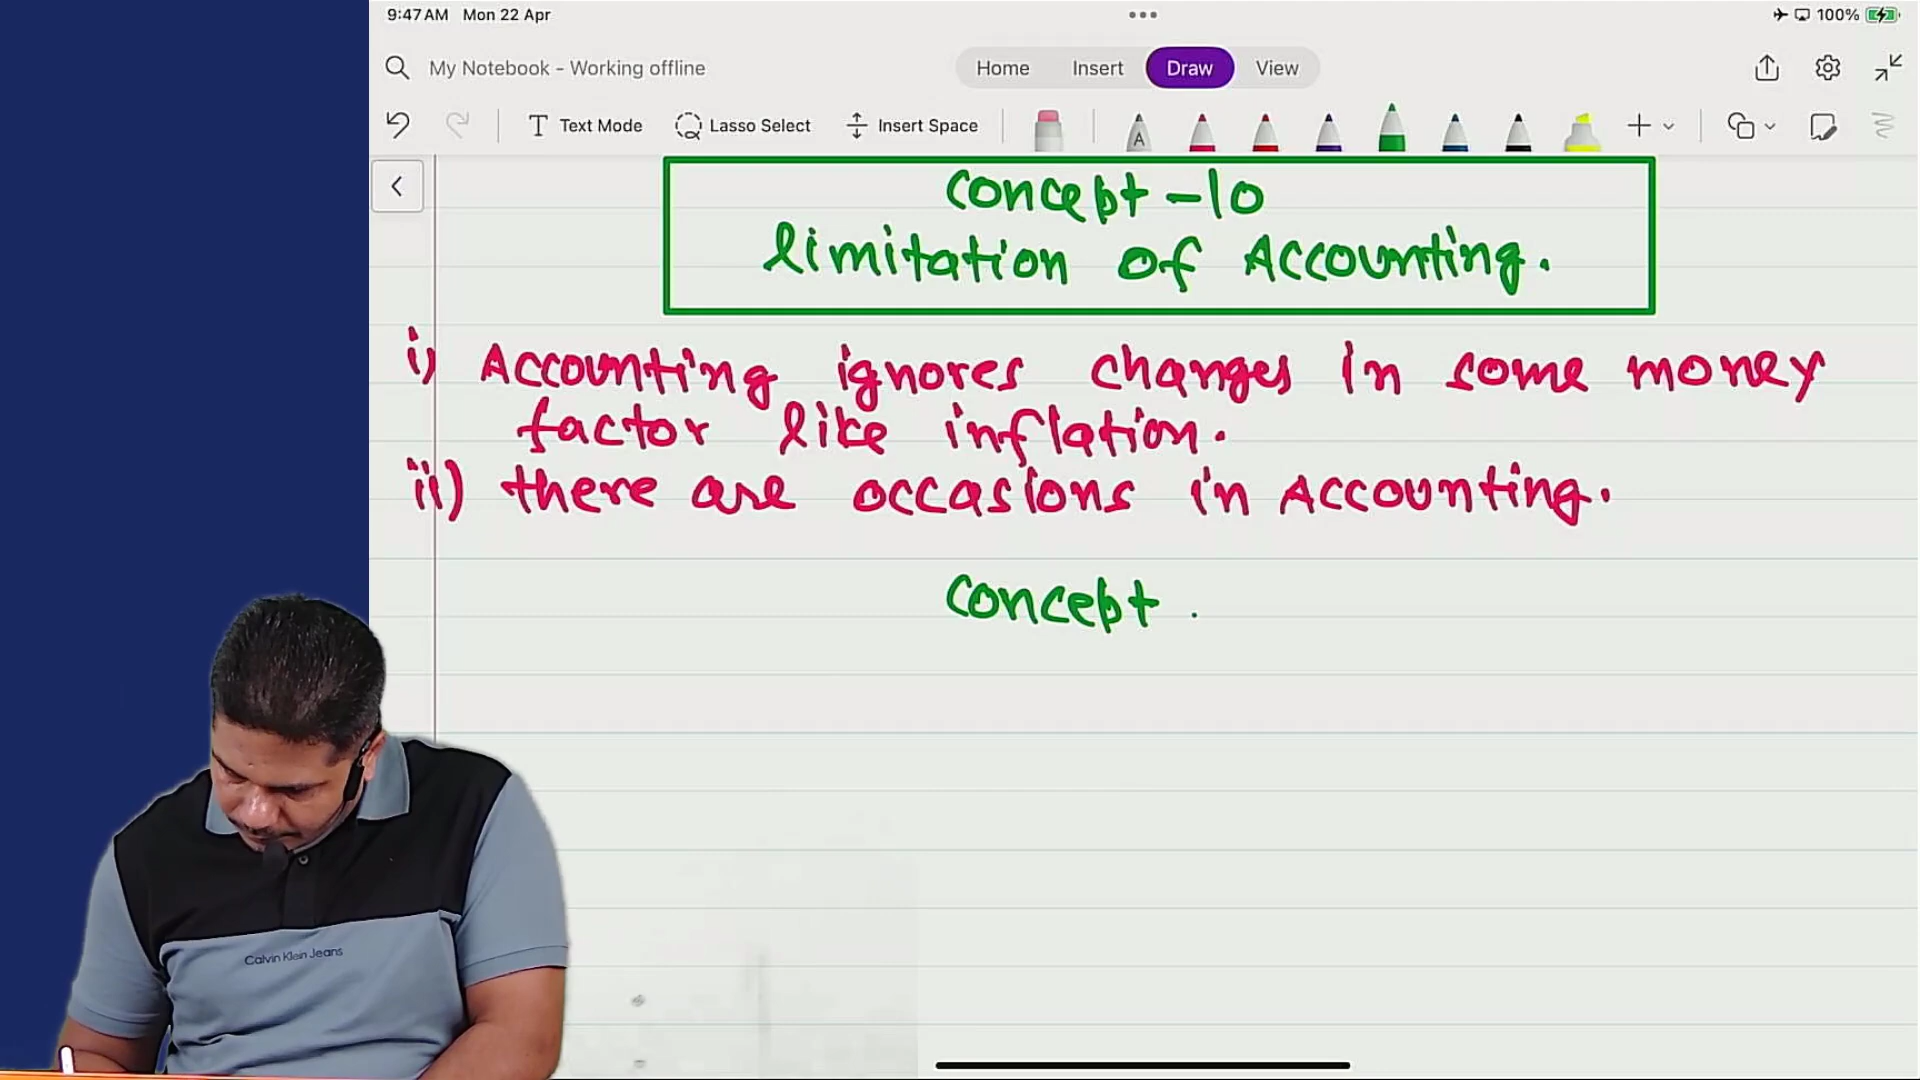 9:47 AM Mon 22 Apr
100%
My Notebook - Working offline
Home Insert Draw View
Text Mode Lasso Select Insert Space
A
Concept - 10
limitation of Accounting.
i) Accounting ignores changes in some money
factor like inflation.
ii) there are occasions in Accounting.
Concept .
Calvin Klein Jeans